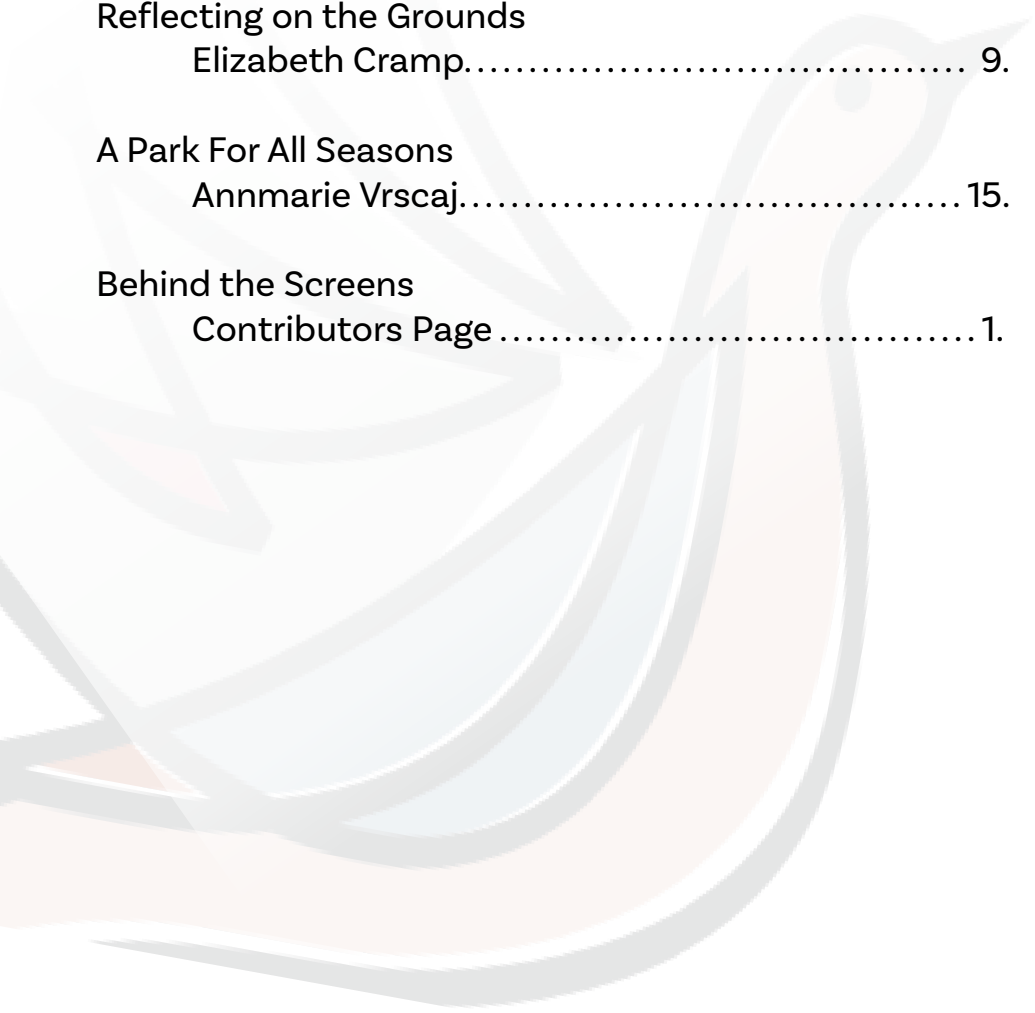 Reflecting on the Grounds
Elizabeth Cramp...................................... 9.
A Park For All Seasons
Annmarie Vrscaj......................................15.
Behind the Screens
Contributors Page .....................................1.